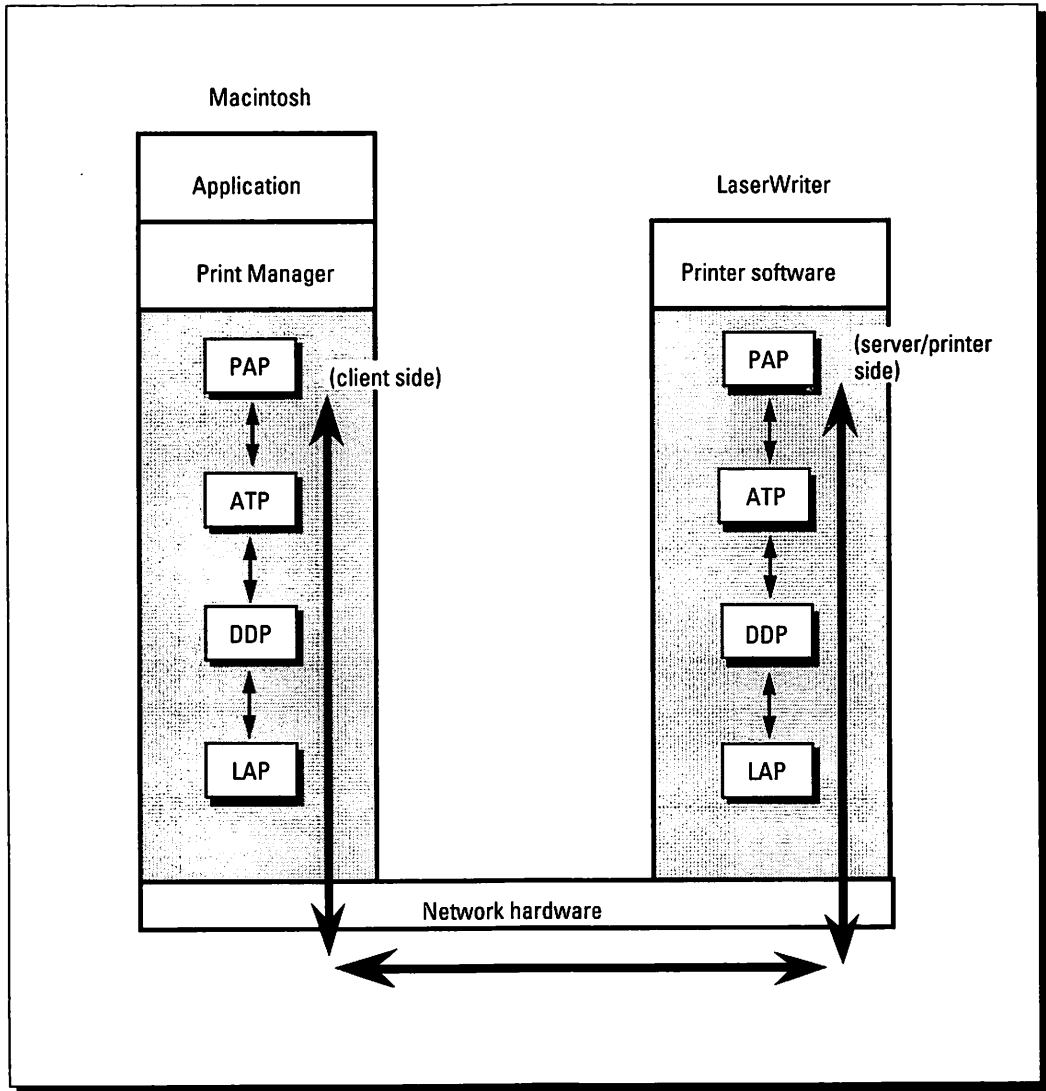 Macintosh
Application
LaserWriter
Print Manager
Printer software
PAP
(client side)
PAP
(server/printer
side)
ATP
ATP
DDP
DDP
LAP
LAP
Network hardware